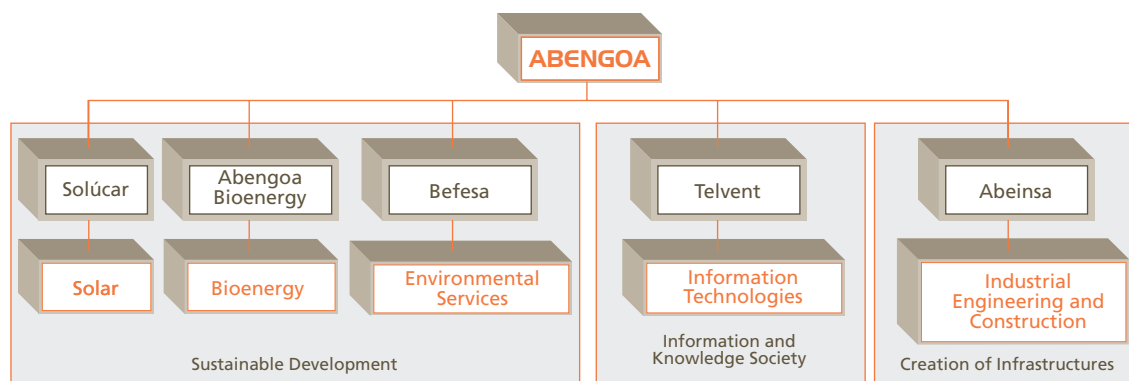 ABENGOA
Solúcar
Abengoa
Bioenergy
Befesa
Telvent
Abeinsa
Solar
Bioenergy
Environmental
Services
Information
Technologies
Industrial
Engineering and
Construction
Sustainable Development
Information and
Knowledge Society
Creation of Infrastructures